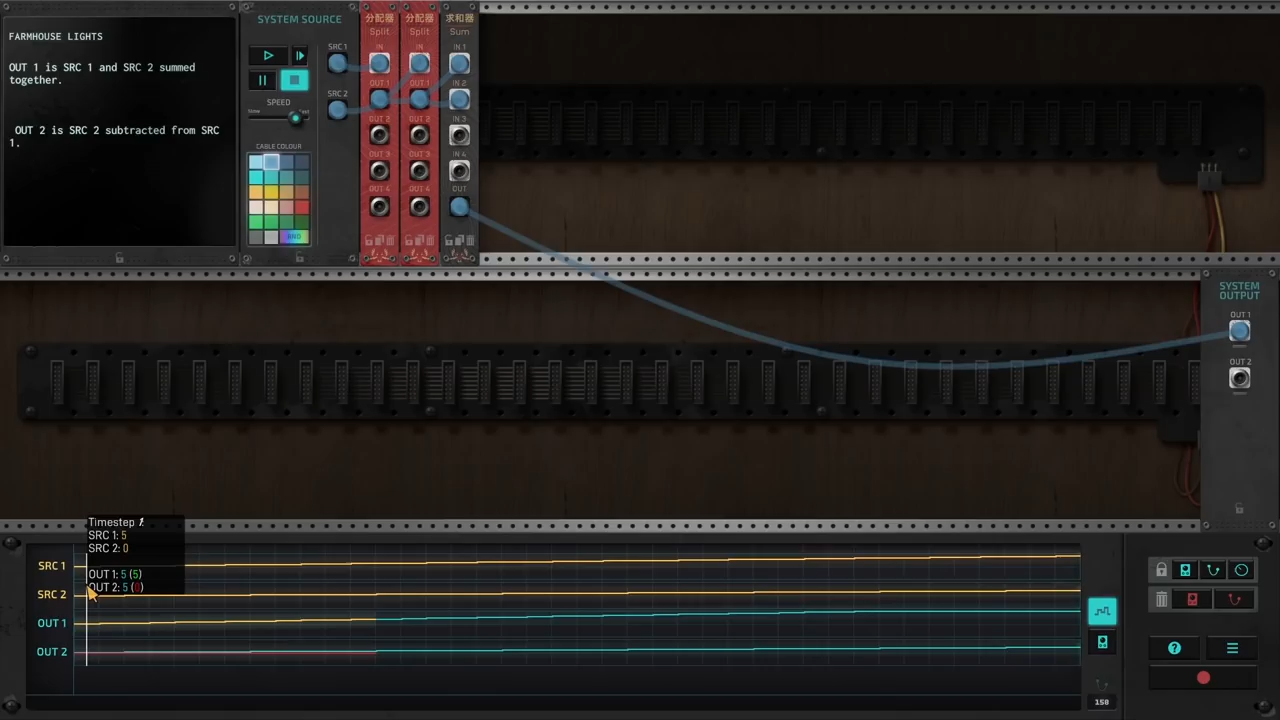 FARMHOUSE LIGHTS
OUT 1 is SRC 1 and SRC 2 summed
together.
OUT 2 is SRC 2 subtracted from SRC
1.
SYSTEM SOURCE
SPEED
CABLE COLOUR
RND
SRC 1
SRC 2
分配器
Split
IN
OUT 1
OUT 2
OUT 3
OUT 4
分配器
Split
IN
OUT 1
OUT 2
OUT 3
OUT 4
求和器
Sum
IN 1
IN 2
IN 3
IN 4
OUT
SYSTEM
OUTPUT
OUT 1
OUT 2
Timestep
SRC 1: 5
SRC 2: 0
OUT 1: 5 (5)
OUT 2: 5 (0)
SRC 1
SRC 2
OUT 1
OUT 2
150
?